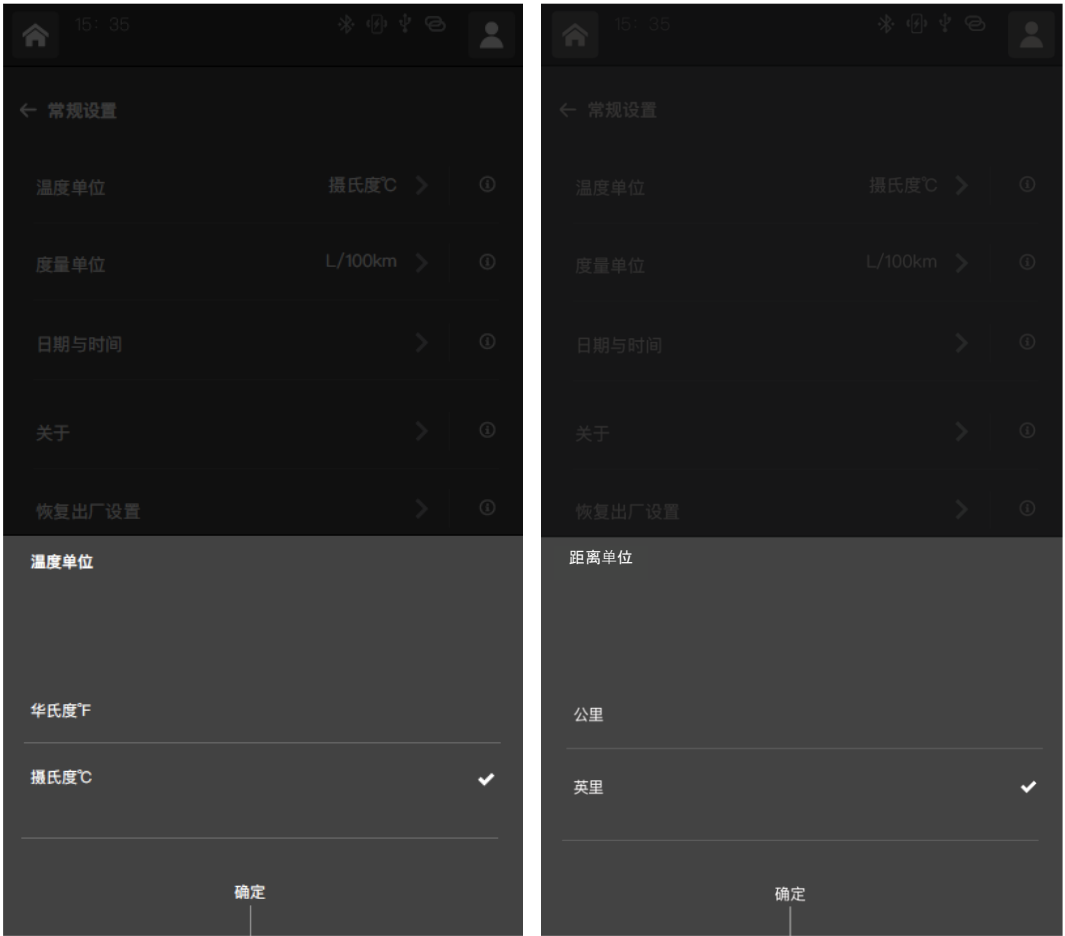 15: 35
常规设置
温度单位 摄氏度℃
度量单位 L/100km
日期与时间
关于
恢复出厂设置
温度单位
华氏度℉
摄氏度℃
确定
15: 35
常规设置
温度单位 摄氏度℃
度量单位 L/100km
日期与时间
关于
恢复出厂设置
距离单位
公里
英里
确定